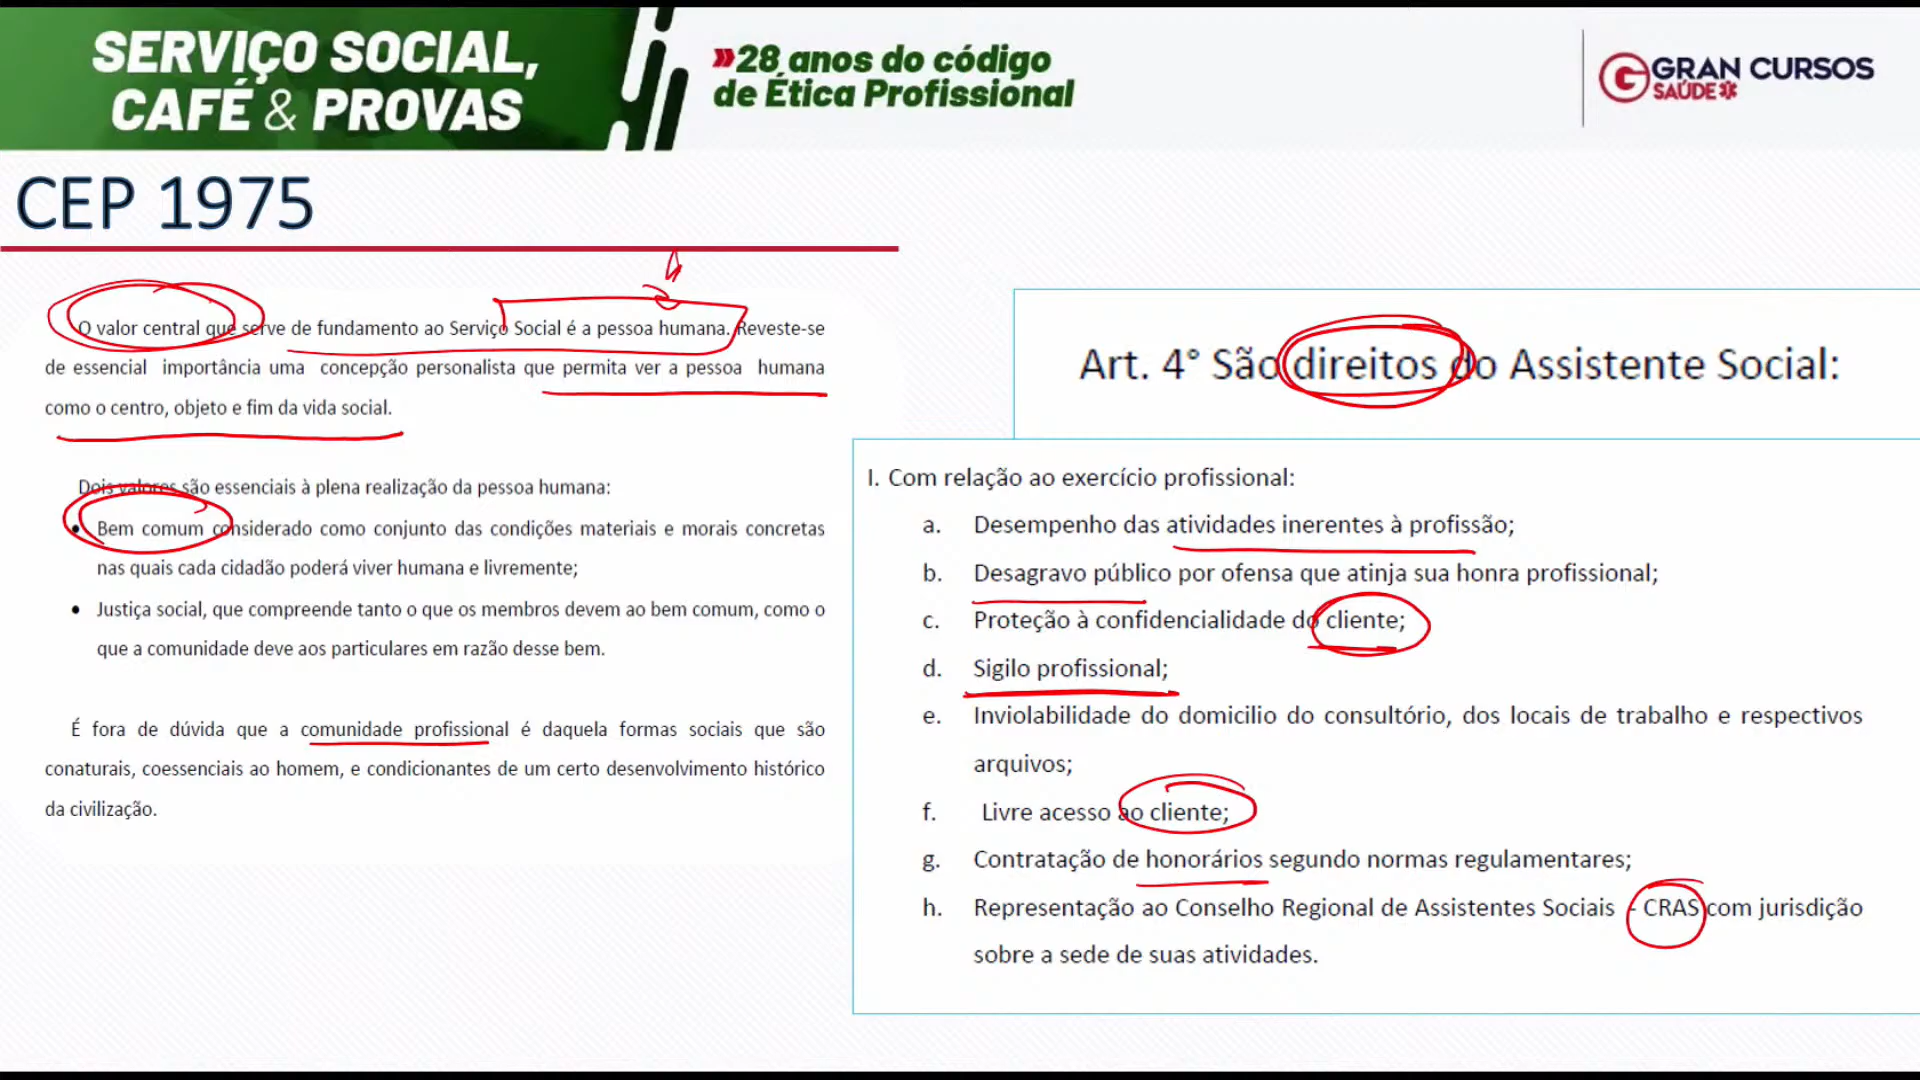 SERVIÇO SOCIAL,
CAFÉ & PROVAS
28 anos do código
de Ética Profissional
GRAN CURSOS
SAÚDE
CEP 1975
O valor central que serve de fundamento ao Serviço Social é a pessoa humana. Reveste-se
de essencial importância uma concepção personalista que permita ver a pessoa humana
como o centro, objeto e fim da vida social.
Dois valores são essenciais à plena realização da pessoa humana:
• Bem comum considerado como conjunto das condições materiais e morais concretas
nas quais cada cidadão poderá viver humana e livremente;
• Justiça social, que compreende tanto o que os membros devem ao bem comum, como o
que a comunidade deve aos particulares em razão desse bem.
É fora de dúvida que a comunidade profissional é daquela formas sociais que são
conaturais, coessenciais ao homem, e condicionantes de um certo desenvolvimento histórico
da civilização.
Art. 4° São direitos do Assistente Social:
I. Com relação ao exercício profissional:
a. Desempenho das atividades inerentes à profissão;
b. Desagravo público por ofensa que atinja sua honra profissional;
c. Proteção à confidencialidade do cliente;
d. Sigilo profissional;
e. Inviolabilidade do domicilio do consultório, dos locais de trabalho e respectivos
arquivos;
f. Livre acesso ao cliente;
g. Contratação de honorários segundo normas regulamentares;
h. Representação ao Conselho Regional de Assistentes Sociais - CRAS com jurisdição
sobre a sede de suas atividades.